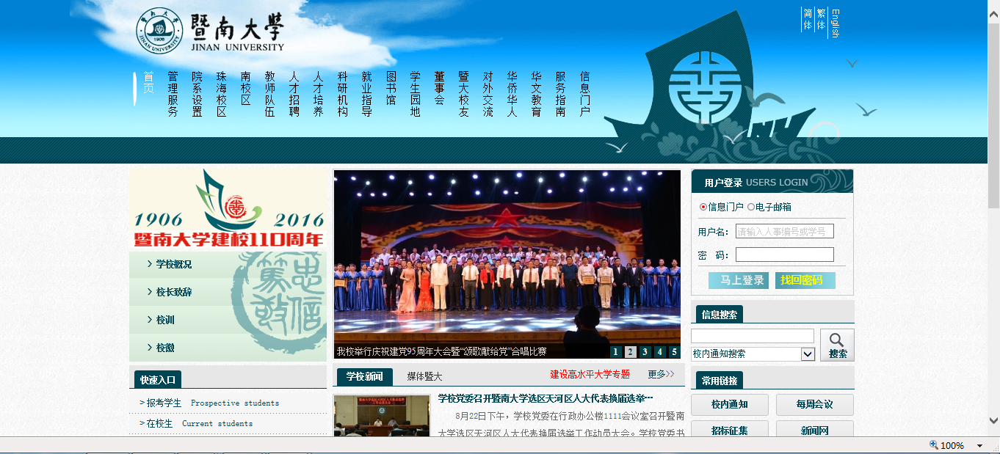 暨南大學
JINAN UNIVERSITY
JINAN UNIVERSITY
1906
简体
繁体
English
首页
管理服务
院系设置
珠海校区
南校区
教师队伍
人才招聘
人才培养
科研机构
就业指导
图书馆
学生园地
董事会
暨大校友
对外交流
华侨华人
华文教育
服务指南
信息门户
1906 2016
暨南大学建校110周年
> 学校概况
> 校长致辞
> 校训
> 校徽
忠信
笃敬
快速入口
> 报考学生 Prospective students
> 在校生 Current students
我校举行庆祝建党95周年大会暨“颂歌献给党”合唱比赛
1 2 3 4 5
学校新闻 媒体暨大 建设高水平大学专题 更多>>
学校党委召开暨南大学选区天河区人大代表换届选举…
8月22日下午，学校党委在行政办公楼1111会议室召开暨南
大学选区天河区人大代表换届选举工作动员大会。学校党委书
用户登录 USERS LOGIN
信息门户 电子邮箱
用户名： 请输入人事编号或学号
密 码：
马上登录 找回密码
信息搜索
校内通知搜索
搜索
常用链接
校内通知 每周会议
招标征集 新闻网
100%